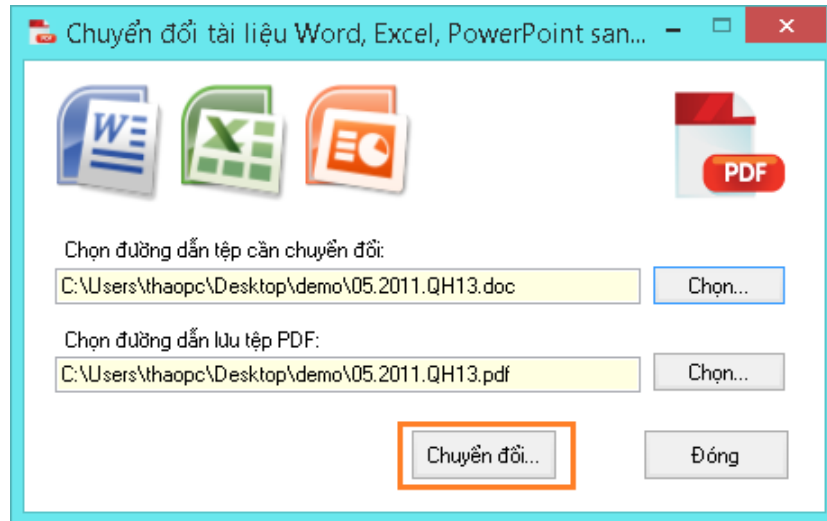 Chuyển đổi tài liệu Word, Excel, PowerPoint san...
W
X
PDF
Chọn đường dẫn tệp cần chuyển đổi:
C:\Users\thaopc\Desktop\demo\05.2011.QH13.doc
Chọn...
Chọn đường dẫn lưu tệp PDF:
C:\Users\thaopc\Desktop\demo\05.2011.QH13.pdf
Chọn...
Chuyển đổi...
Đóng